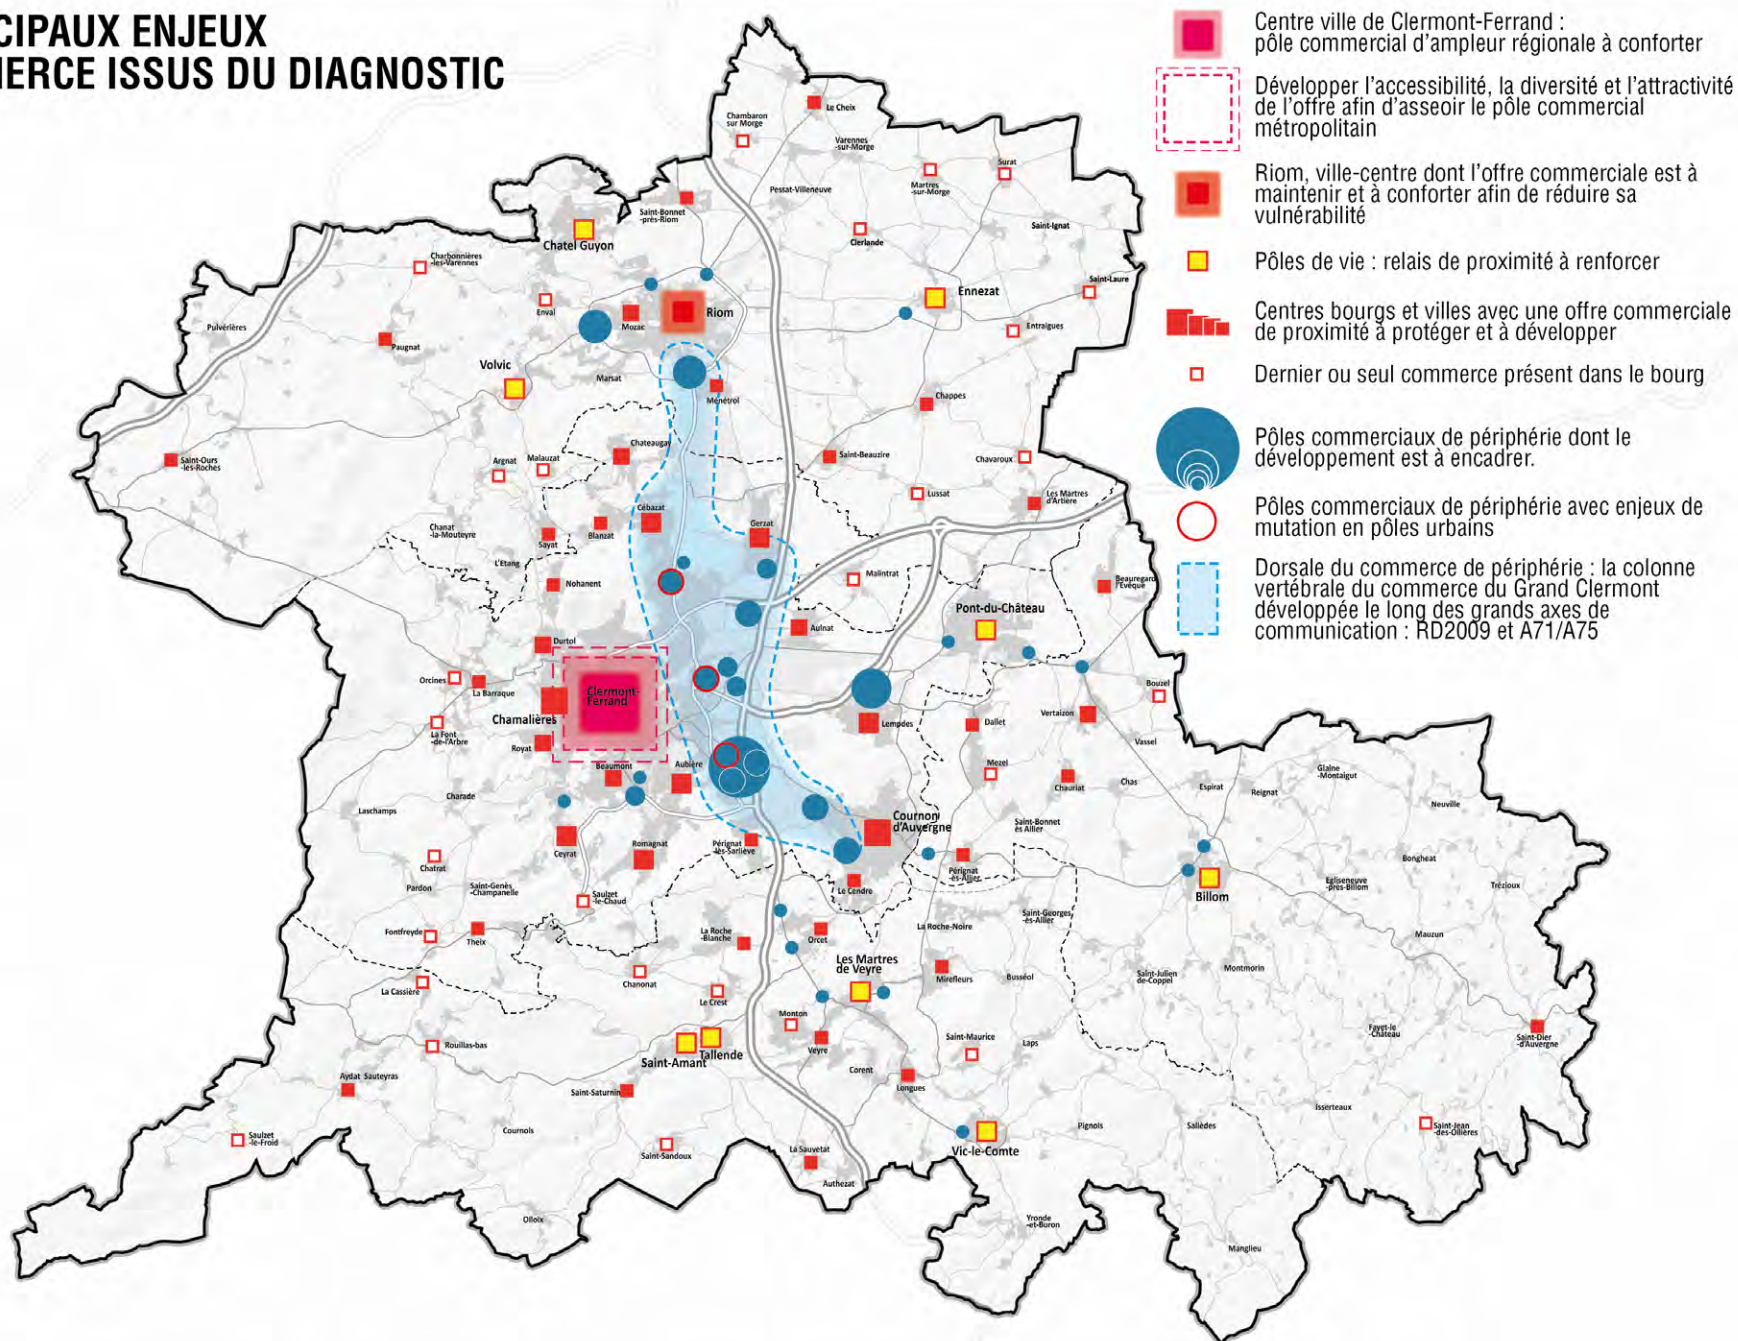 CIPAUX ENJEUX
MERCE ISSUS DU DIAGNOSTIC
Centre ville de Clermont-Ferrand :
pôle commercial d'ampleur régionale à conforter
Développer l'accessibilité, la diversité et l'attractivité
de l'offre afin d'asseoir le pôle commercial
métropolitain
Riom, ville-centre dont l'offre commerciale est à
maintenir et à conforter afin de réduire sa
vulnérabilité
Pôles de vie : relais de proximité à renforcer
Centres bourgs et villes avec une offre commerciale
de proximité à protéger et à développer
Dernier ou seul commerce présent dans le bourg
Pôles commerciaux de périphérie dont le
développement est à encadrer.
Pôles commerciaux de périphérie avec enjeux de
mutation en pôles urbains
Dorsale du commerce de périphérie : la colonne
vertébrale du commerce du Grand Clermont
développée le long des grands axes de
communication : RD2009 et A71/A75
Le Cheix
Chambaron
sur Morge
Varennes
-sur-Morge
Surat
Martres
-sur-Morge
Pessat-Villeneuve
Saint-Bonnet
-près-Riom
Saint-Ignat
Clerlande
Chatel Guyon
Charbonnières
-les-Varennes
Saint-Laure
Ennezat
Enval
Mozac
Riom
Entraigues
Pulvérières
Paugnat
Volvic
Marsat
Ménétrol
Chappes
Chateaugay
Saint-Ours
-les-Roches
Argnat
Malauzat
Saint-Beauzire
Chavaroux
Lussat
Les Martres
d'Artière
Cébazat
Gerzat
Chanat
-la-Mouteyre
Blanzat
Sayat
L'Etang
Nohanent
Malintrat
Beauregard
l'Evêque
Pont-du-Château
Aulnat
Durtol
Orcines
La Barraque
Clermont-
Ferrand
Bouzel
Chamalières
La Font
-de-l'Arbre
Lempdes
Dallet
Vertaizon
Royat
Vassel
Beaumont
Aubière
Mezel
Chauriat
Chas
Espirat
Reignat
Glaine
-Montaigut
Neuville
Charade
Laschamps
Cournon
d'Auvergne
Saint-Bonnet
ès Allier
Ceyrat
Romagnat
Pérignat
-lès-Sarliève
Pérignat
-ès-Allier
Bongheat
Chatrat
Pardon
Saint-Genès
-Champanelle
Saulzet
-le-Chaud
Le Cendre
Billom
Egliseneuve
-près-Billom
Trézioux
Fontfreyde
Theix
La Roche
-Blanche
Orcet
La Roche-Noire
Saint-Georges
-ès-Allier
Mauzun
Les Martres
de Veyre
Mirefleurs
Busséol
Saint-Julien
de-Coppel
Montmorin
La Cassière
Chanonat
Le Crest
Monton
Veyre
Saint-Maurice
Laps
Fayet-le
-Château
Saint-Dier
-d'Auvergne
Rouillas-bas
Saint-Amant
Tallende
Corent
Longues
Aydat Sauteyras
Saint-Saturnin
Isserteaux
Cournols
Saulzet
-le-Froid
Saint-Sandoux
La Sauvetat
Vic-le-Comte
Pignols
Sallèdes
Saint-Jean
-des-Ollières
Authezat
Olloix
Yronde
-et-Buron
Manglieu